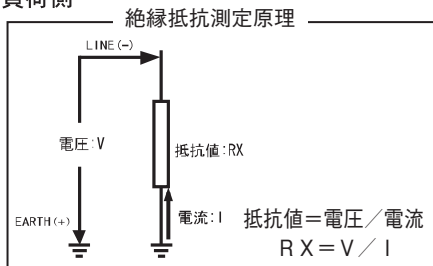 負荷側
絶縁抵抗測定原理
LINE(−)
電圧:V
抵抗値:RX
EARTH(+)
電流:I
抵抗値＝電圧／電流
ＲＸ＝Ｖ／Ｉ